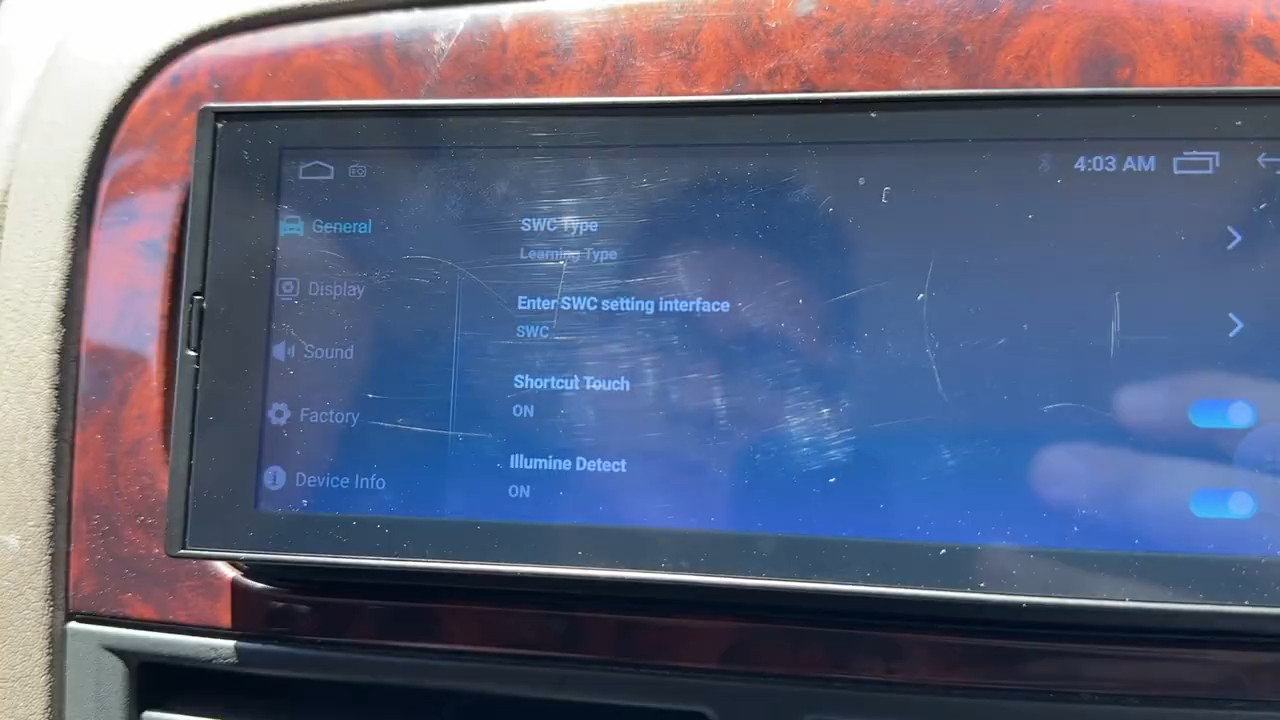 4:03 AM
General
Display
Sound
Factory
Device Info
SWC Type
Learning Type
Enter SWC setting interface
SWC
Shortcut Touch
ON
Illumine Detect
ON